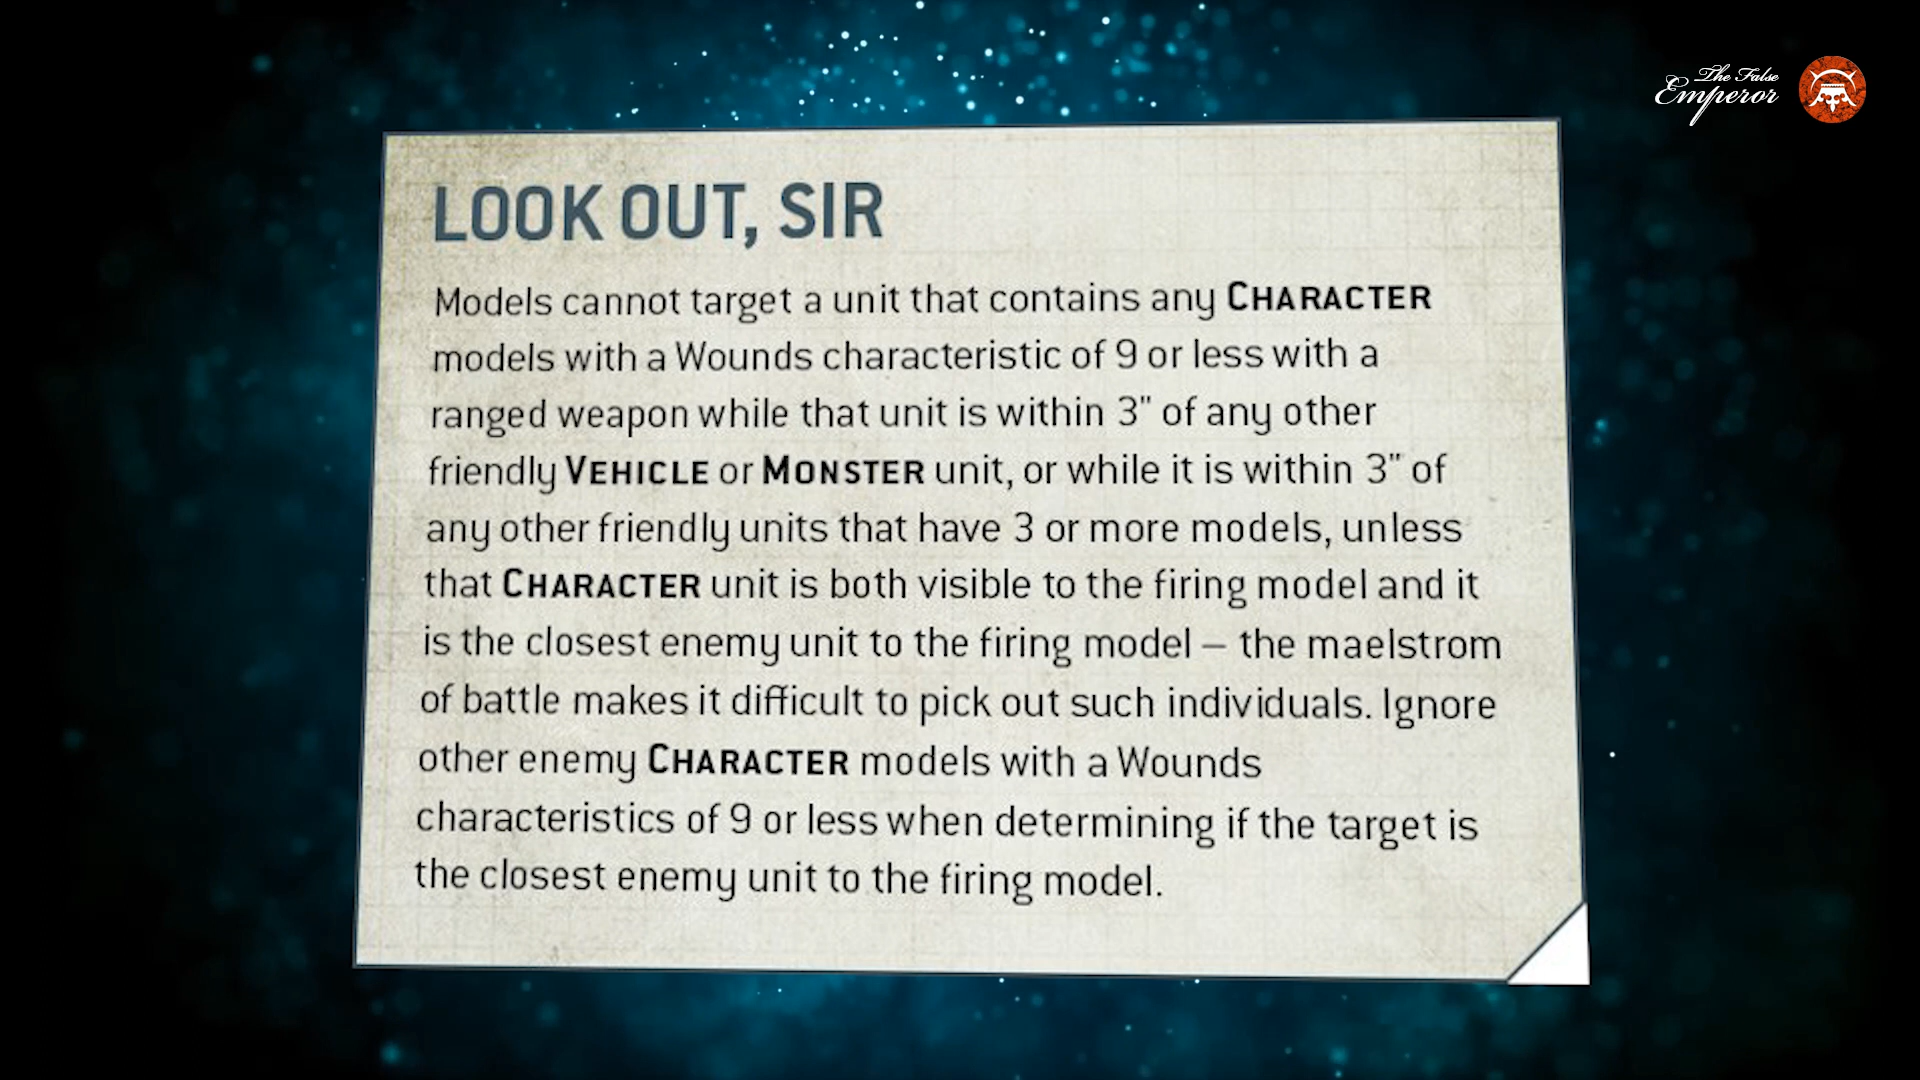 The False
Emperor
LOOK OUT, SIR
Models cannot target a unit that contains any CHARACTER
models with a Wounds characteristic of 9 or less with a
ranged weapon while that unit is within 3" of any other
friendly VEHICLE or MONSTER unit, or while it is within 3" of
any other friendly units that have 3 or more models, unless
that CHARACTER unit is both visible to the firing model and it
is the closest enemy unit to the firing model – the maelstrom
of battle makes it difficult to pick out such individuals. Ignore
other enemy CHARACTER models with a Wounds
characteristics of 9 or less when determining if the target is
the closest enemy unit to the firing model.